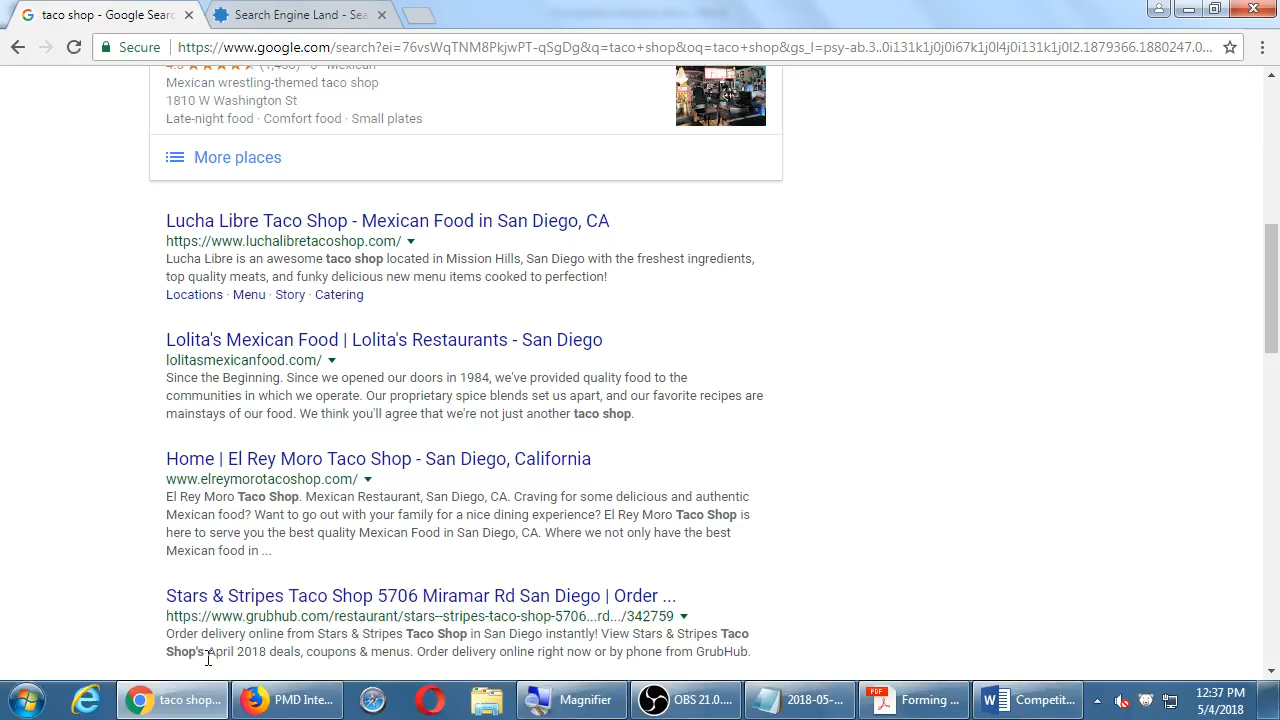 taco shop - Google Searc
Search Engine Land - Sea
Secure
https://www.google.com/search?ei=76vsWqTNM8PkjwPT-qSgDg&q=taco+shop&oq=taco+shop&gs_l=psy-ab.3..0i131k1j0j0i67k1j0l4j0i131k1j0l2.1879366.1880247.0...
Mexican
Mexican wrestling-themed taco shop
1810 W Washington St
Late-night food · Comfort food · Small plates
More places
Lucha Libre Taco Shop - Mexican Food in San Diego, CA
https://www.luchalibretacoshop.com/
Lucha Libre is an awesome taco shop located in Mission Hills, San Diego with the freshest ingredients,
top quality meats, and funky delicious new menu items cooked to perfection!
Locations · Menu · Story · Catering
Lolita's Mexican Food | Lolita's Restaurants - San Diego
lolitasmexicanfood.com/
Since the Beginning. Since we opened our doors in 1984, we've provided quality food to the
communities in which we operate. Our proprietary spice blends set us apart, and our favorite recipes are
mainstays of our food. We think you'll agree that we're not just another taco shop.
Home | El Rey Moro Taco Shop - San Diego, California
www.elreymorotacoshop.com/
El Rey Moro Taco Shop. Mexican Restaurant, San Diego, CA. Craving for some delicious and authentic
Mexican food? Want to go out with your family for a nice dining experience? El Rey Moro Taco Shop is
here to serve you the best quality Mexican Food in San Diego, CA. Where we not only have the best
Mexican food in ...
Stars & Stripes Taco Shop 5706 Miramar Rd San Diego | Order ...
https://www.grubhub.com/restaurant/stars--stripes-taco-shop-5706...rd.../342759
Order delivery online from Stars & Stripes Taco Shop in San Diego instantly! View Stars & Stripes Taco
Shop's April 2018 deals, coupons & menus. Order delivery online right now or by phone from GrubHub.
taco shop...
PMD Inte...
Magnifier
OBS 21.0....
2018-05-...
PDF
Forming ...
Competit...
12:37 PM
5/4/2018